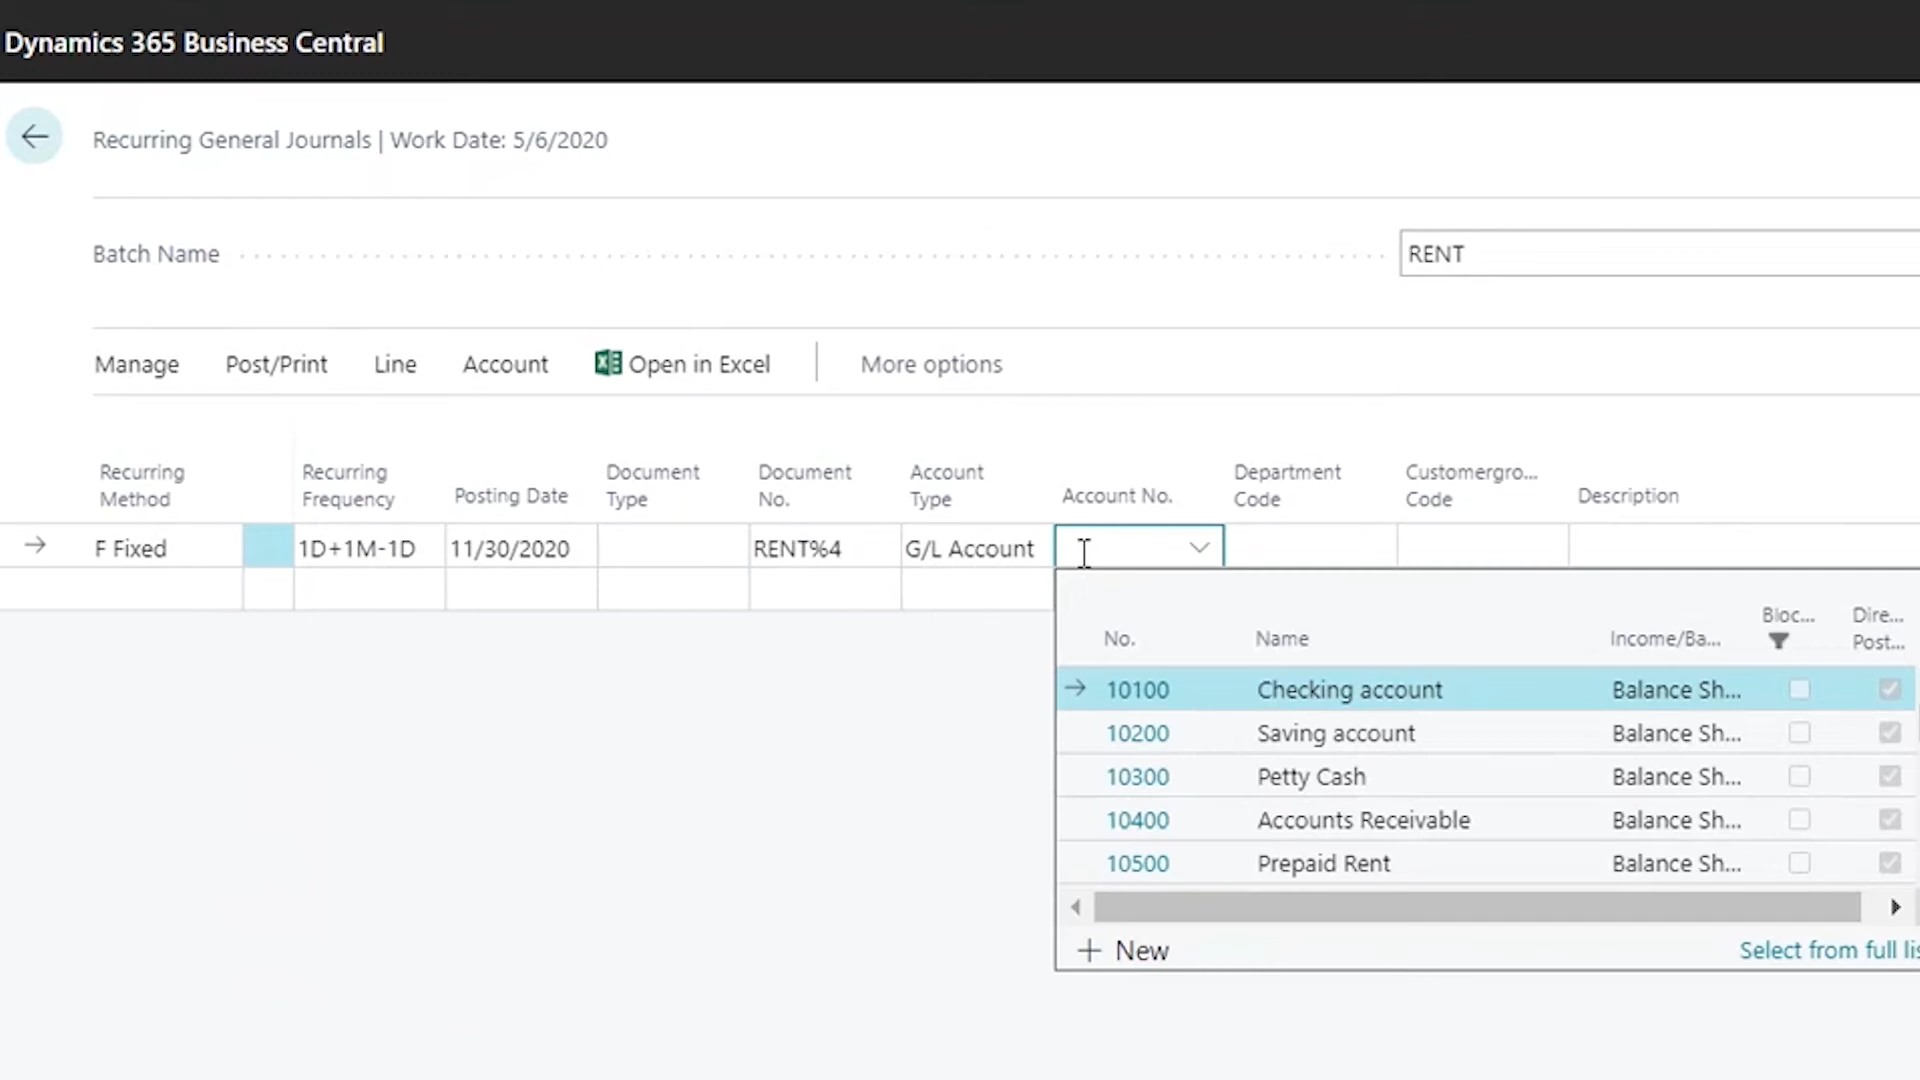 Dynamics 365 Business Central
Recurring General Journals | Work Date: 5/6/2020
Batch Name
RENT
Manage Post/Print Line Account Open in Excel More options
Recurring Method Recurring Frequency Posting Date Document Type Document No. Account Type Account No. Department Code Customergro... Code Description
F Fixed 1D+1M-1D 11/30/2020 RENT%4 G/L Account
No. Name Income/Ba... Bloc... Dire... Post...
10100 Checking account Balance Sh...
10200 Saving account Balance Sh...
10300 Petty Cash Balance Sh...
10400 Accounts Receivable Balance Sh...
10500 Prepaid Rent Balance Sh...
+ New Select from full lis